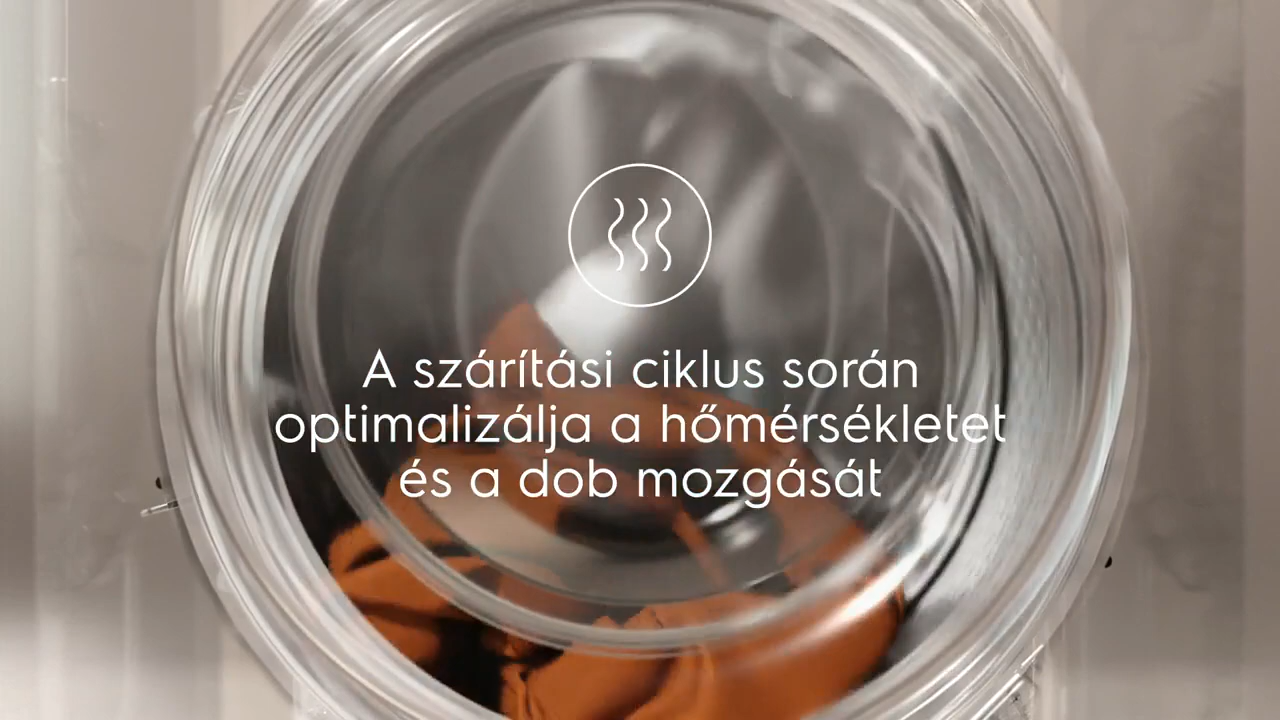 A szárítási ciklus során
optimalizálja a hőmérsékletet
és a dob mozgását